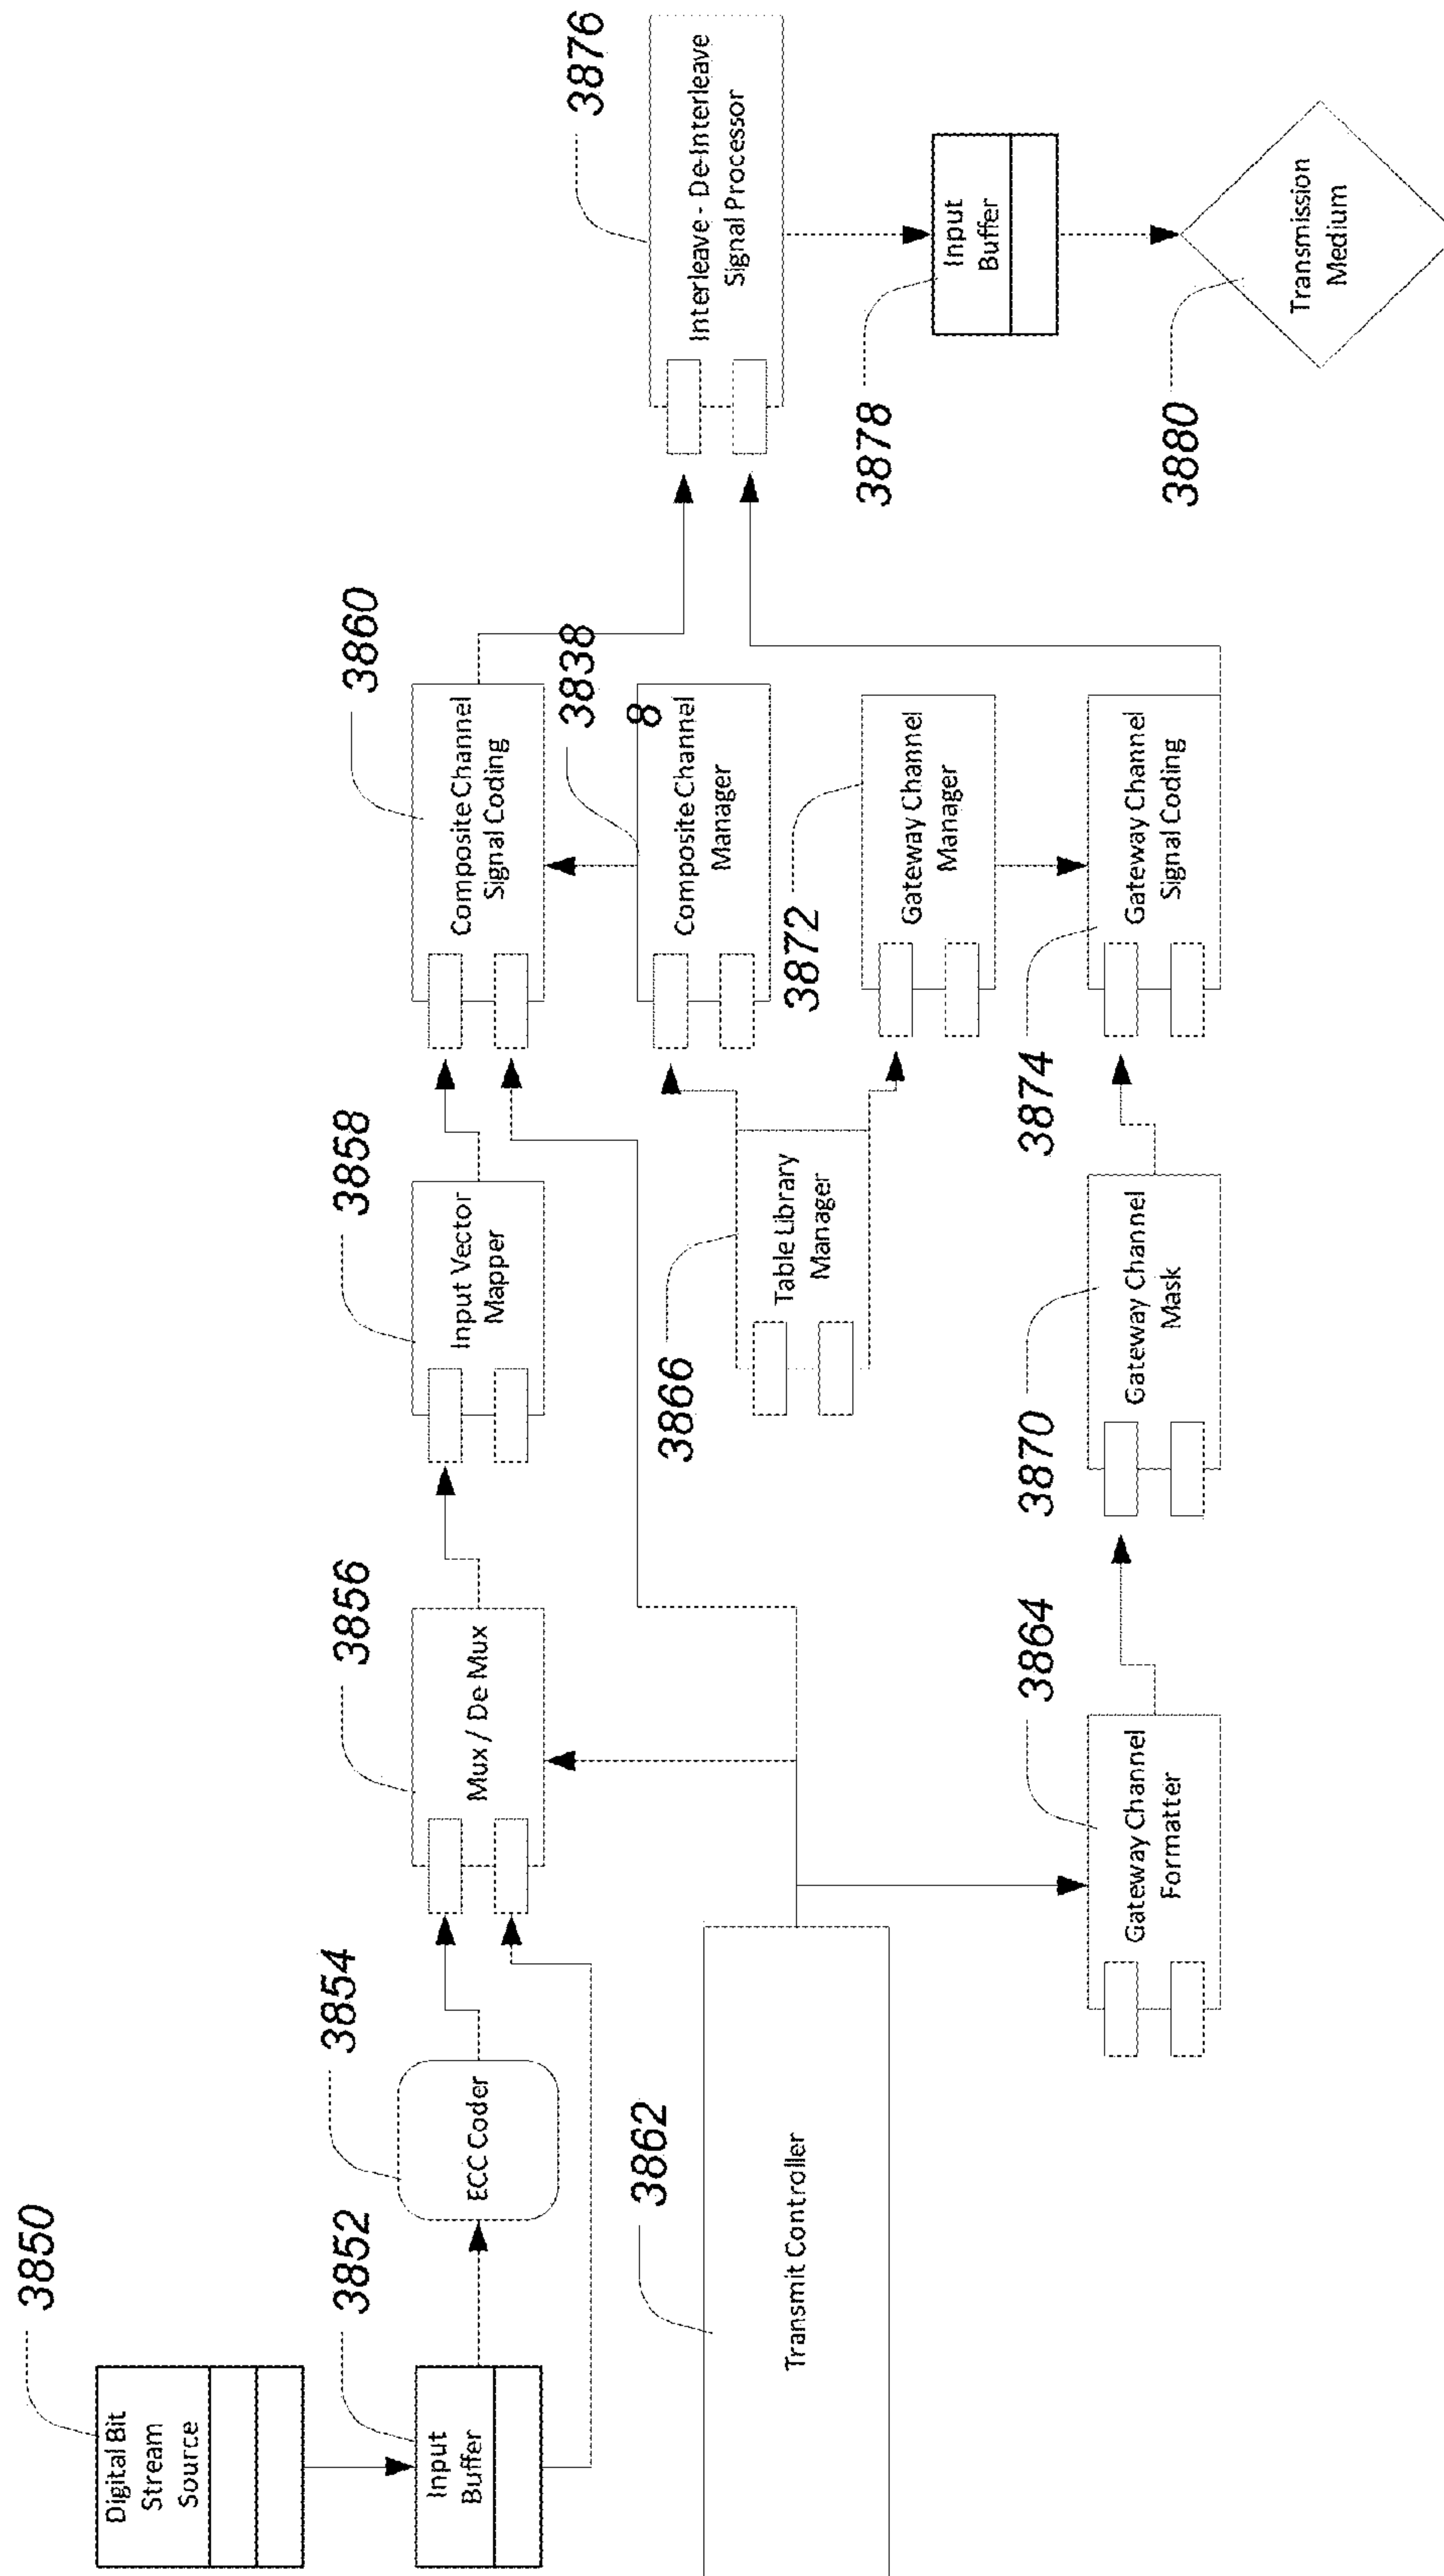 3850
Digital Bit
Stream
Source
3852
Input
Buffer
3854
ECC Coder
3856
Mux / De Mux
3858
Input Vector
Mapper
3860
Composite Channel
Signal Coding
3838
8
Composite Channel
Manager
3862
Transmit Controller
3866
Table Library
Manager
3872
Gateway Channel
Manager
3864
Gateway Channel
Formatter
3870
Gateway Channel
Mask
3874
Gateway Channel
Signal Coding
3876
Interleave - De-Interleave
Signal Processor
3878
Input
Buffer
3880
Transmission
Medium